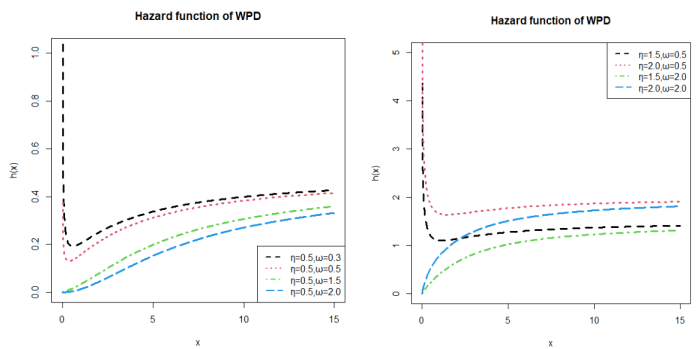 Hazard function of WPD
h(x)
1.0
0.8
0.6
0.4
0.2
0.0
η=0.5,ω=0.3
η=0.5,ω=0.5
η=0.5,ω=1.5
η=0.5,ω=2.0
0 5 10 15
x
Hazard function of WPD
h(x)
5
4
3
2
1
0
η=1.5,ω=0.5
η=2.0,ω=0.5
η=1.5,ω=2.0
η=2.0,ω=2.0
0 5 10 15
x